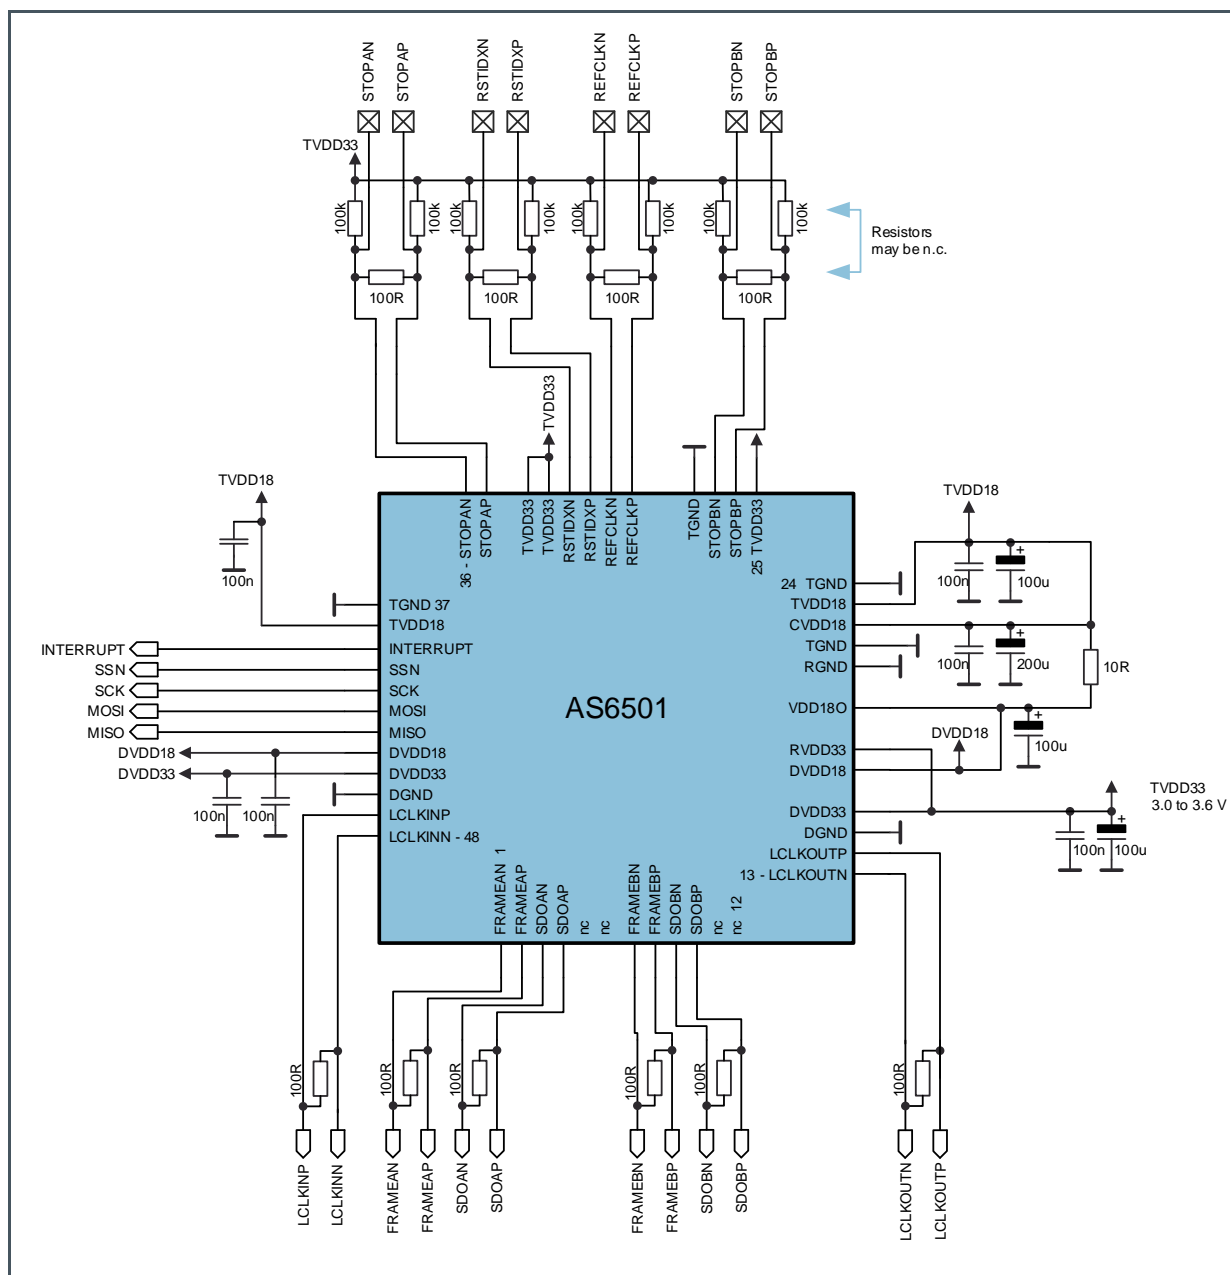 STOPAN
STOPAP
RSTIDXN
RSTIDXP
REFCLKN
REFCLKP
STOPBN
STOPBP
TVDD33
100k
100k
100k
100k
100k
100k
100k
100k
Resistors
may be n.c.
100R
100R
100R
100R
TVDD33
TVDD18
100n
TVDD18
100n
100u
36 - STOPAN
STOPAP
TVDD33
TVDD33
RSTIDXN
RSTIDXP
REFCLKN
REFCLKP
TGND
STOPBN
STOPBP
25 TVDD33
TGND 37
TVDD18
INTERRUPT
SSN
SCK
MOSI
MISO
DVDD18
DVDD33
DGND
LCLKINP
LCLKINN - 48
INTERRUPT
SSN
SCK
MOSI
MISO
DVDD18
DVDD33
100n
100n
AS6501
24 TGND
TVDD18
CVDD18
TGND
RGND
VDD18O
RVDD33
DVDD18
DVDD33
DGND
LCLKOUTP
13 - LCLKOUTN
+
+
100n
200u
10R
+
100u
DVDD18
TVDD33
3.0 to 3.6 V
+
100n
100u
FRAMEAN 1
FRAMEAP
SDOAN
SDOAP
nc
nc
FRAMEBN
FRAMEBP
SDOBN
SDOBP
nc
nc 12
100R
100R
100R
100R
100R
100R
LCLKINP
LCLKINN
FRAMEAN
FRAMEAP
SDOAN
SDOAP
FRAMEBN
FRAMEBP
SDOBN
SDOBP
LCLKOUTN
LCLKOUTP